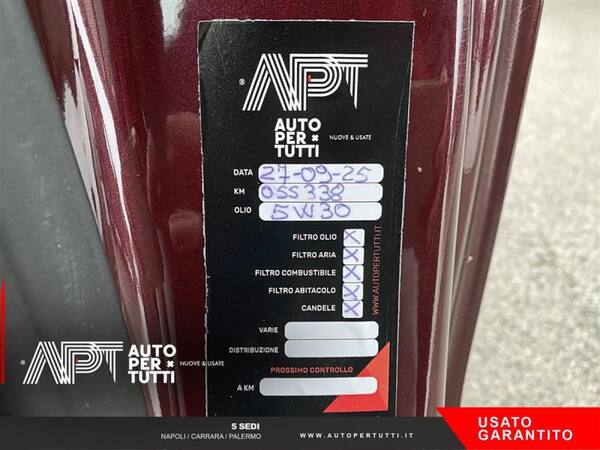 ® APT
AUTO
PER
TUTTI NUOVE & USATE
DATA 27-09-25
KM 055338
OLIO 5W30
FILTRO OLIO X
FILTRO ARIA X
FILTRO COMBUSTIBILE X
FILTRO ABITACOLO X
CANDELE X
WWW.AUTOPERTUTTI.IT
VARIE
DISTRIBUZIONE
PROSSIMO CONTROLLO
A KM
® APT AUTO
PER
TUTTI NUOVE & USATE
5 SEDI
NAPOLI / CARRARA / PALERMO
WWW.AUTOPERTUTTI.IT
USATO
GARANTITO